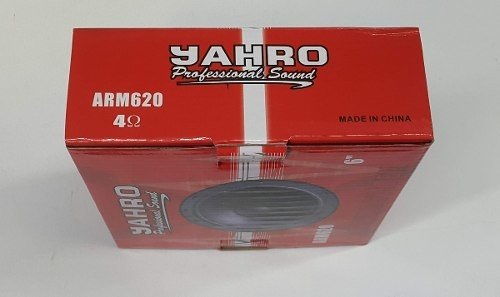 YAHRO
Professional Sound
ARM620
4Ω
MADE IN CHINA
YAHRO
Professional Sound
6"